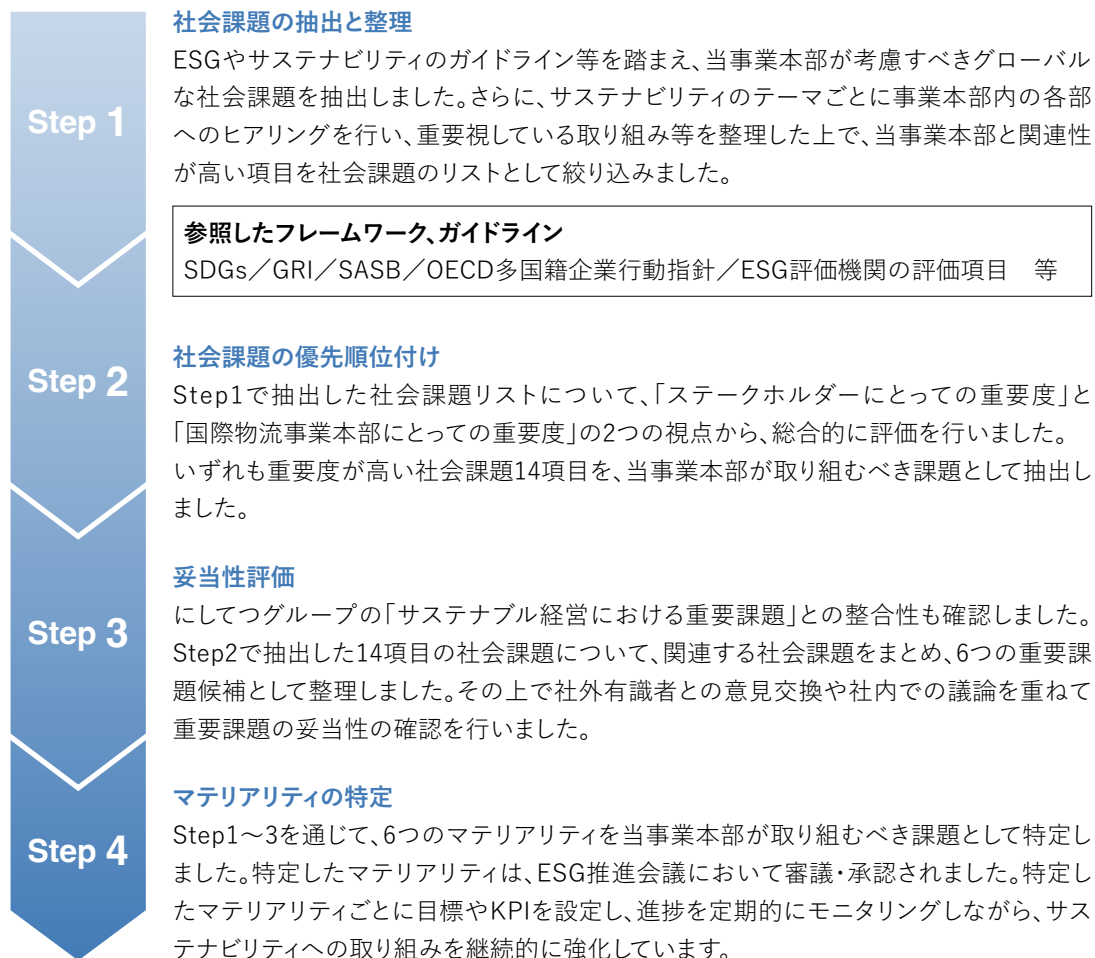 社会課題の抽出と整理
ESGやサステナビリティのガイドライン等を踏まえ、当事業本部が考慮すべきグローバル
な社会課題を抽出しました。さらに、サステナビリティのテーマごとに事業本部内の各部
Step 1
へのヒアリングを行い、重要視している取り組み等を整理した上で、当事業本部と関連性
が高い項目を社会課題のリストとして絞り込みました。
参照したフレームワーク、ガイドライン
SDGs／GRI／SASB／OECD多国籍企業行動指針／ESG評価機関の評価項目　等
社会課題の優先順位付け
Step 2
Step1で抽出した社会課題リストについて、「ステークホルダーにとっての重要度」と
「国際物流事業本部にとっての重要度」の2つの視点から、総合的に評価を行いました。
いずれも重要度が高い社会課題14項目を、当事業本部が取り組むべき課題として抽出し
ました。
妥当性評価
にしてつグループの「サステナブル経営における重要課題」との整合性も確認しました。
Step 3
Step2で抽出した14項目の社会課題について、関連する社会課題をまとめ、6つの重要課
題候補として整理しました。その上で社外有識者との意見交換や社内での議論を重ねて
重要課題の妥当性の確認を行いました。
マテリアリティの特定
Step1～3を通じて、6つのマテリアリティを当事業本部が取り組むべき課題として特定し
Step 4
ました。特定したマテリアリティは、ESG推進会議において審議・承認されました。特定し
たマテリアリティごとに目標やKPIを設定し、進捗を定期的にモニタリングしながら、サス
テナビリティへの取り組みを継続的に強化しています。